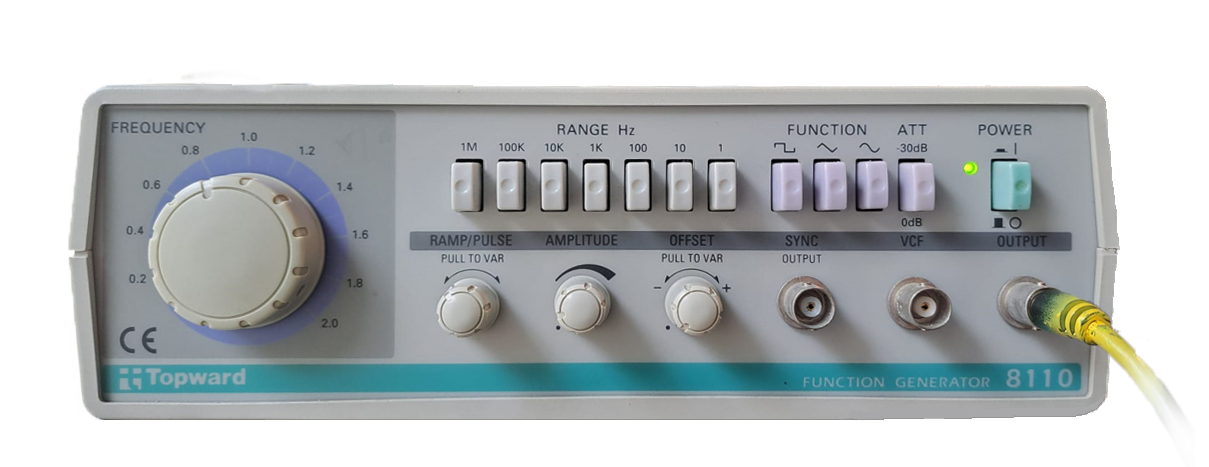 FREQUENCY
0.2
0.4
0.6
0.8
1.0
1.2
1.4
1.6
1.8
2.0
RANGE Hz
1M 100K 10K 1K 100 10 1
FUNCTION
ATT
-30dB
0dB
POWER
RAMP/PULSE AMPLITUDE OFFSET SYNC VCF OUTPUT
PULL TO VAR PULL TO VAR OUTPUT
− +
CE
Topward
FUNCTION GENERATOR 8110